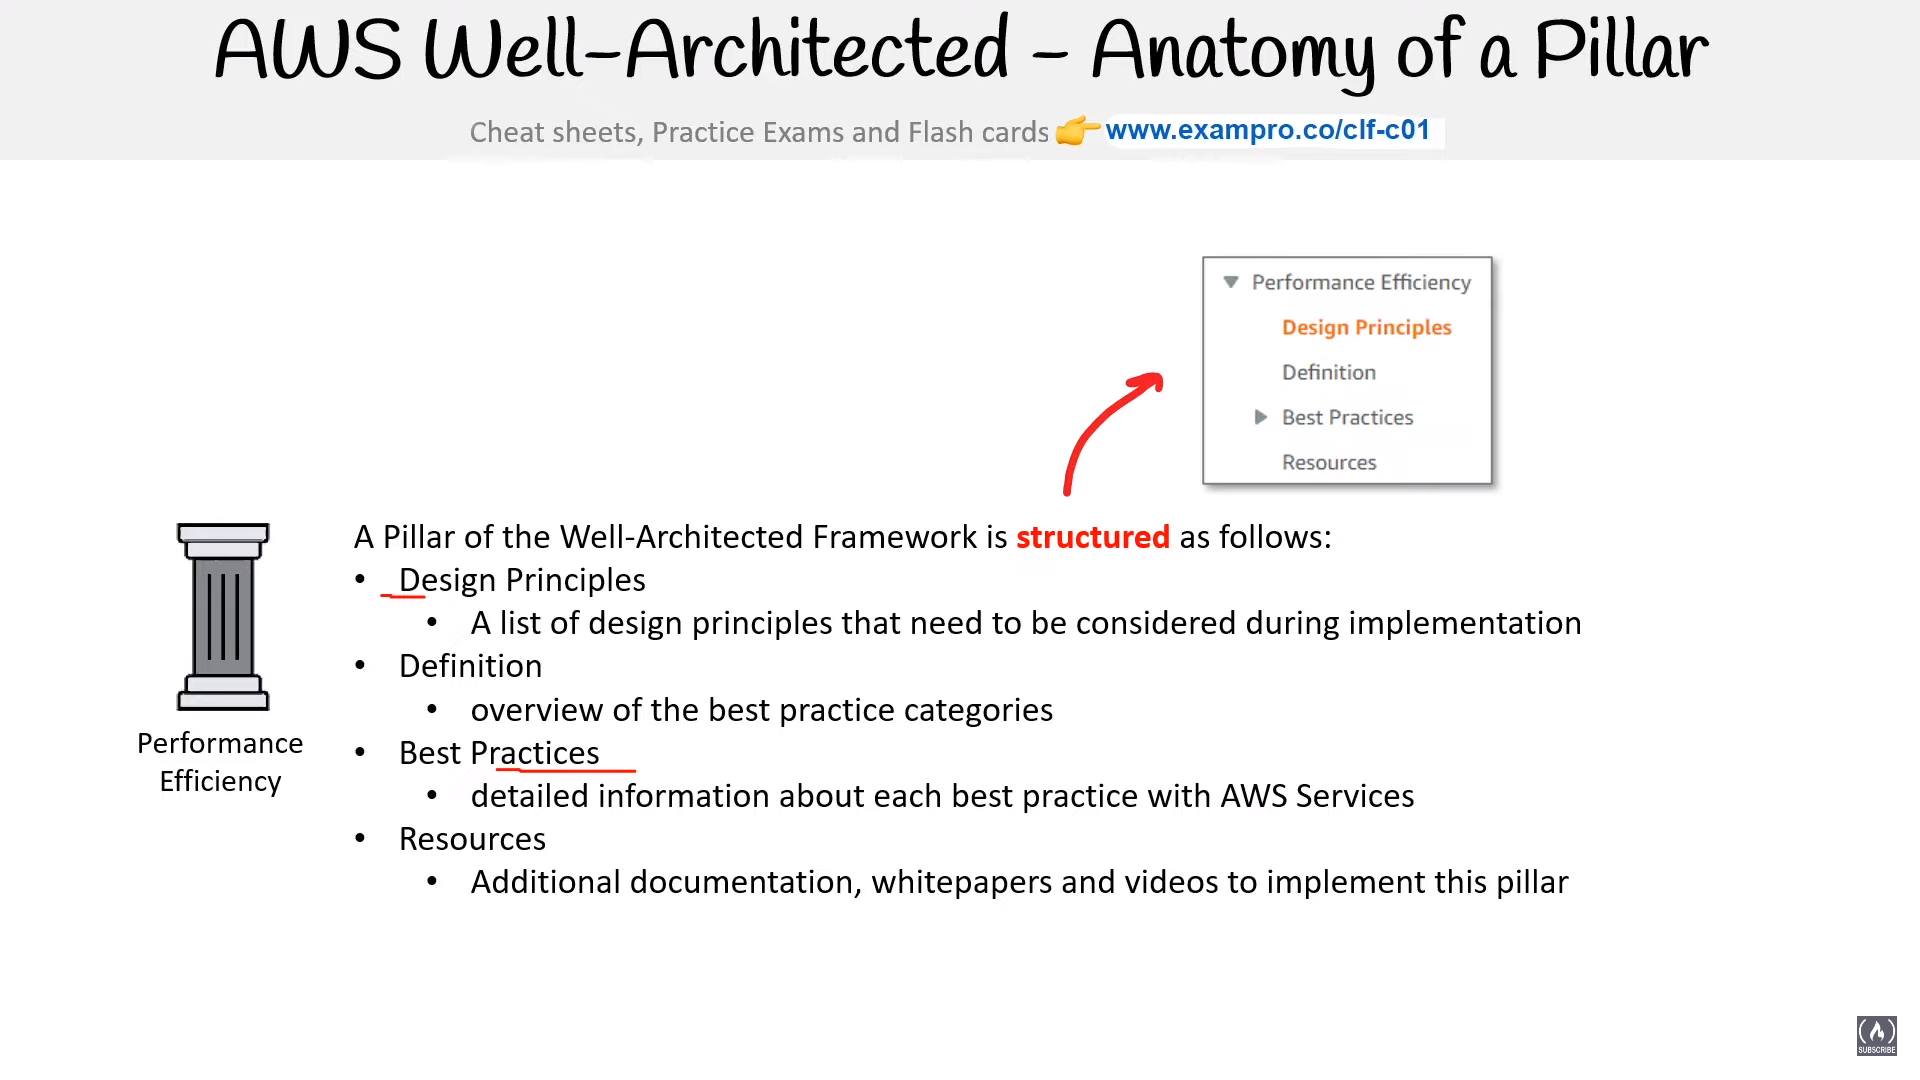 AWS Well-Architected - Anatomy of a Pillar
Cheat sheets, Practice Exams and Flash cards 👉 www.exampro.co/clf-c01
Performance Efficiency
Design Principles
Definition
Best Practices
Resources
A Pillar of the Well-Architected Framework is structured as follows:
• Design Principles
• A list of design principles that need to be considered during implementation
• Definition
• overview of the best practice categories
• Best Practices
• detailed information about each best practice with AWS Services
• Resources
• Additional documentation, whitepapers and videos to implement this pillar
Performance
Efficiency
SUBSCRIBE